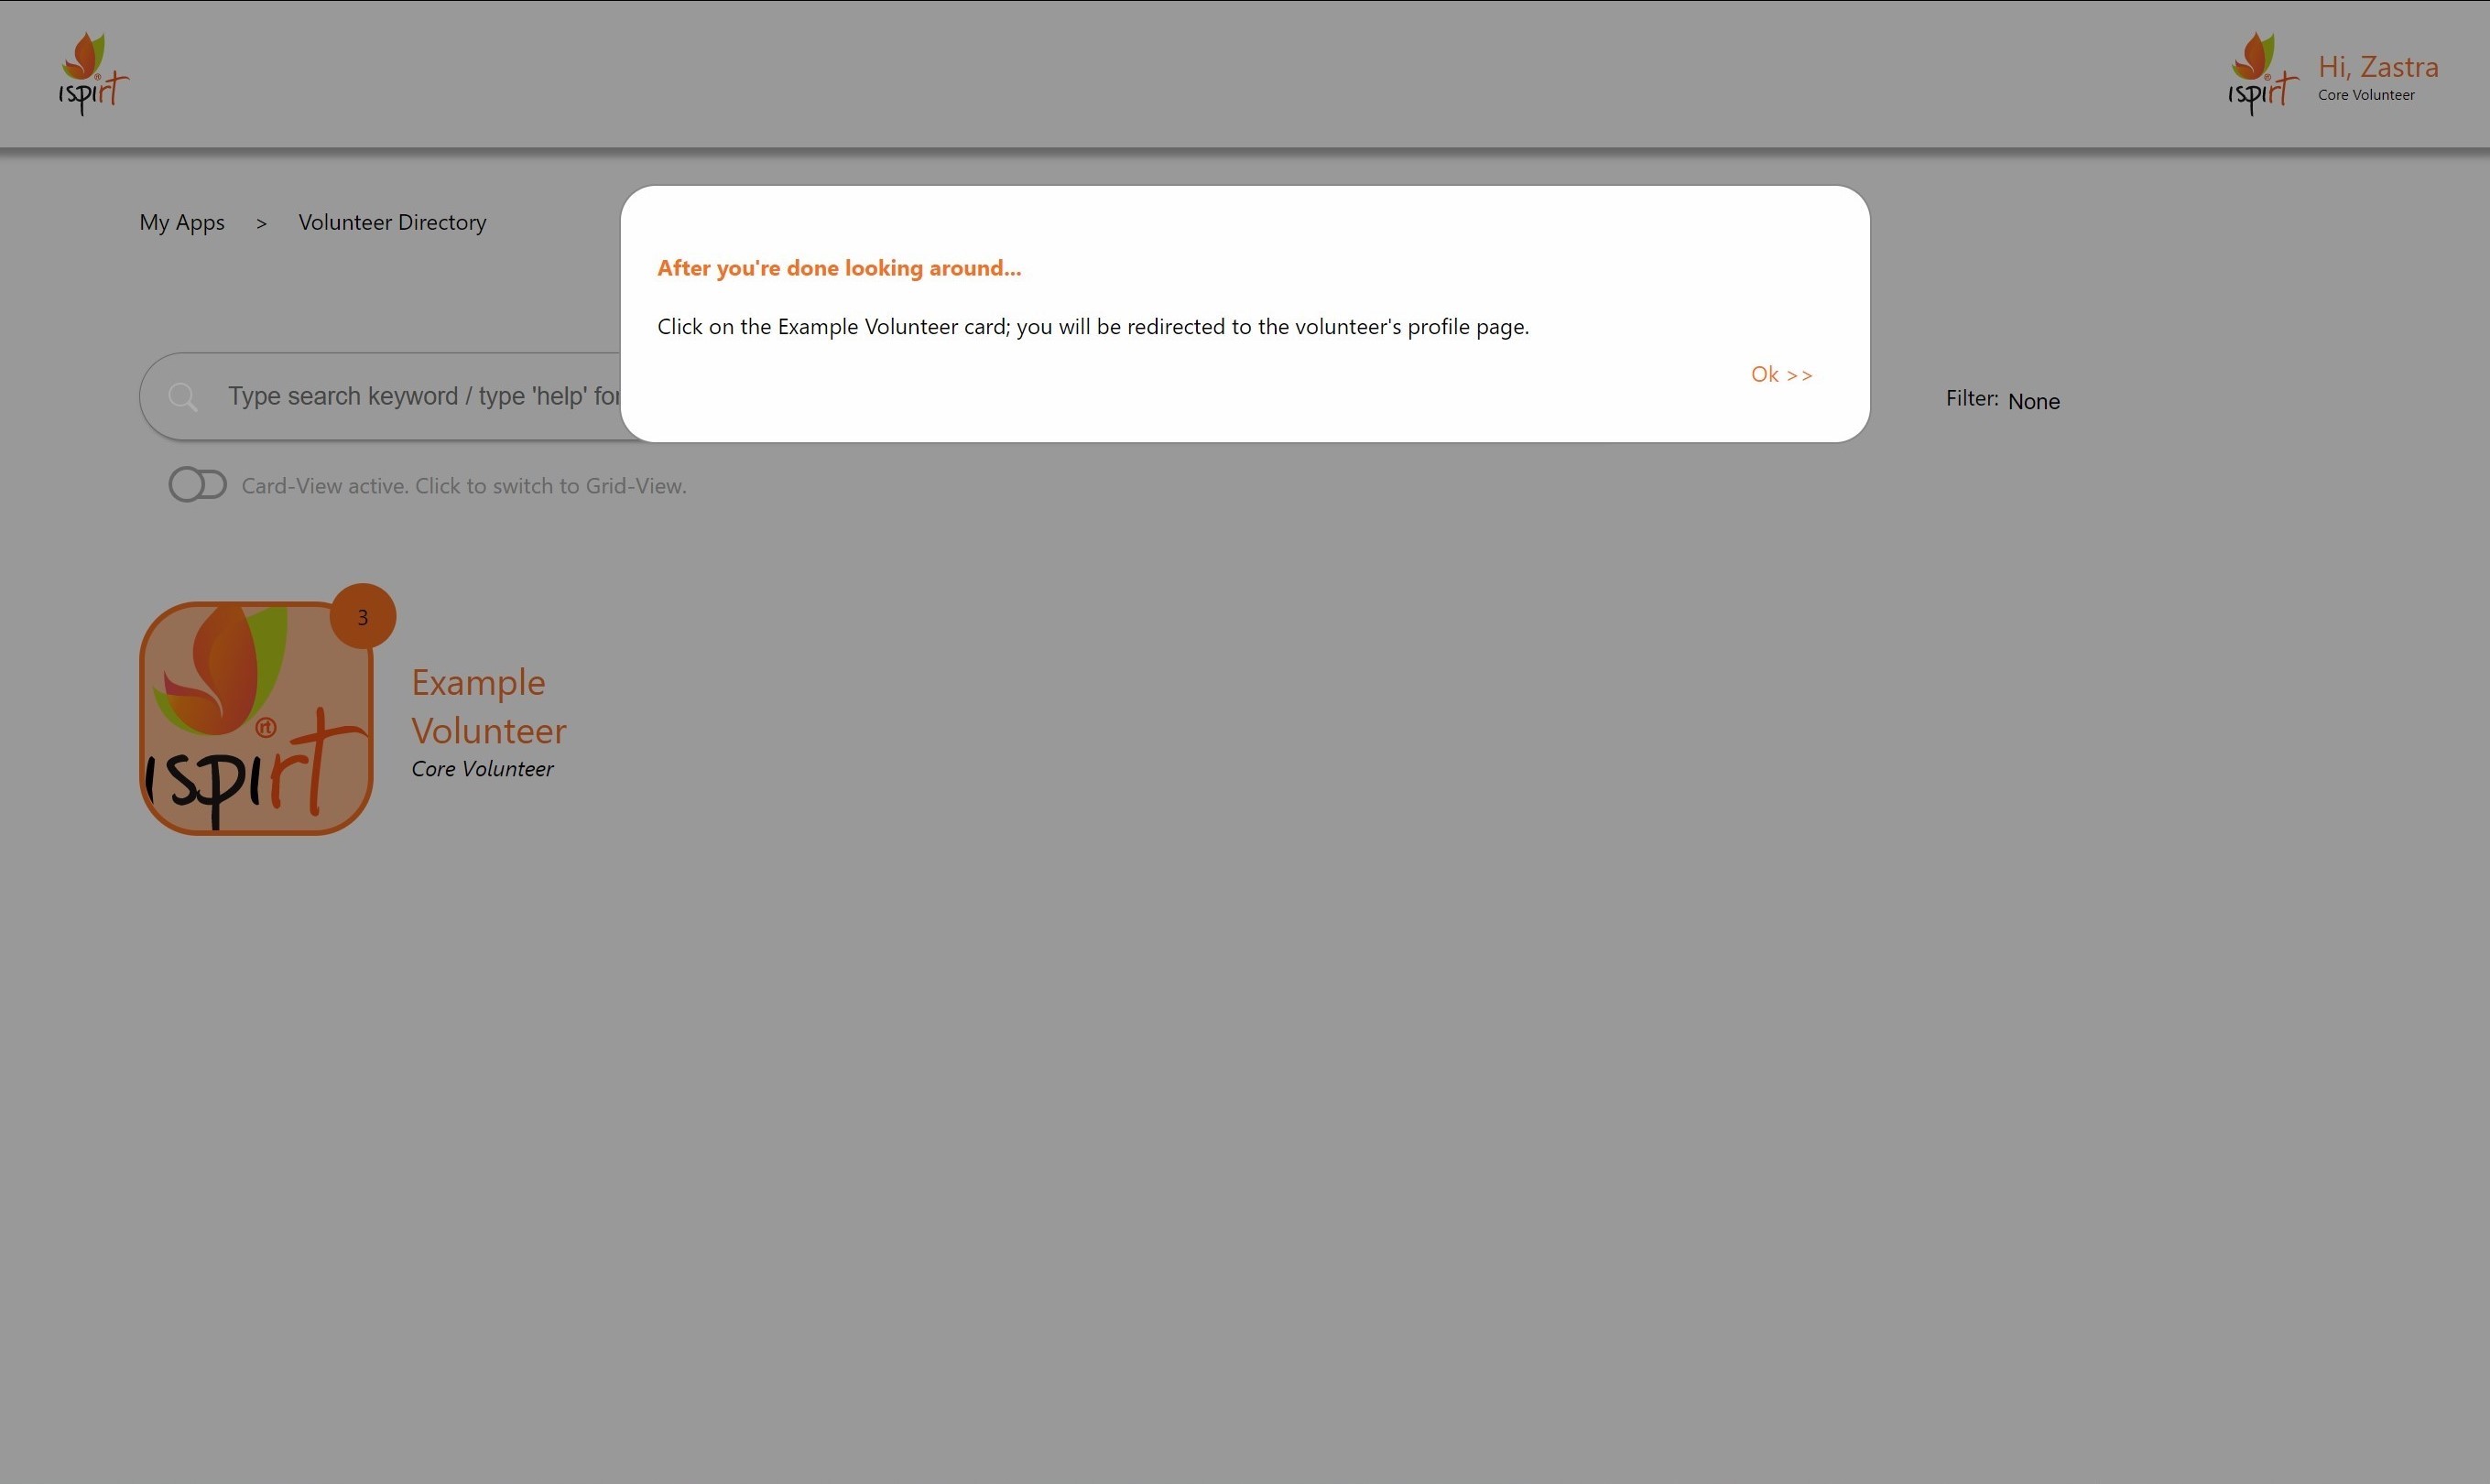 ispirt
ispirt
Hi, Zastra
Core Volunteer
My Apps > Volunteer Directory
After you're done looking around...
Click on the Example Volunteer card; you will be redirected to the volunteer's profile page.
Ok >>
Type search keyword / type 'help' for
Filter: None
Card-View active. Click to switch to Grid-View.
3
ispirt
Example
Volunteer
Core Volunteer